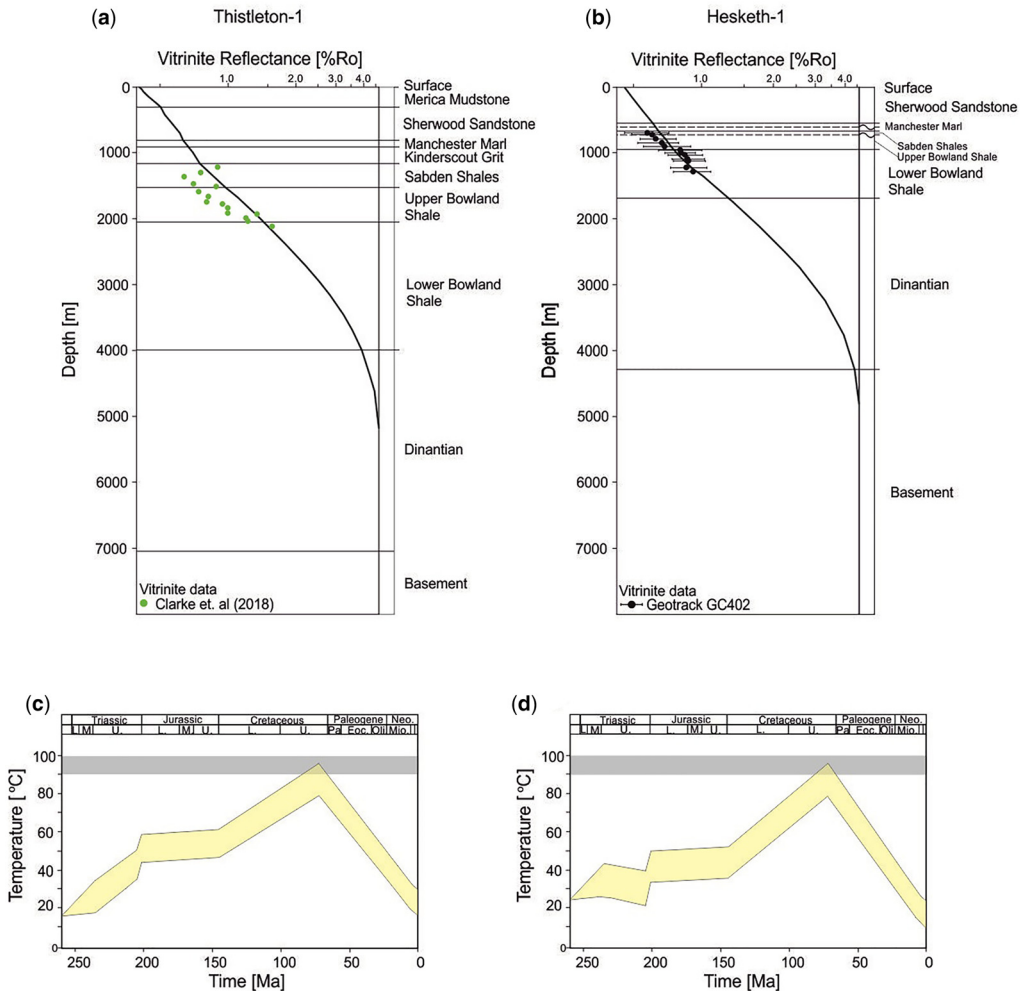 (a)
Thistleton-1
Vitrinite Reflectance [%Ro]
1.0 2.0 3.0 4.0
0
1000
2000
3000
4000
5000
6000
7000
Depth [m]
Surface
Merica Mudstone
Sherwood Sandstone
Manchester Marl
Kinderscout Grit
Sabden Shales
Upper Bowland
Shale
Lower Bowland
Shale
Dinantian
Basement
Vitrinite data
Clarke et. al (2018)
(b)
Hesketh-1
Vitrinite Reflectance [%Ro]
1.0 2.0 3.0 4.0
0
1000
2000
3000
4000
5000
6000
7000
Depth [m]
Surface
Sherwood Sandstone
Manchester Marl
Sabden Shales
Upper Bowland Shale
Lower Bowland
Shale
Dinantian
Basement
Vitrinite data
Geotrack GC402
(c)
Triassic Jurassic Cretaceous Paleogene Neo.
L M U. L. M U. L. U. Pa Eoc. Oli Mio.
100
80
60
40
20
0
Temperature [°C]
250 200 150 100 50 0
Time [Ma]
(d)
Triassic Jurassic Cretaceous Paleogene Neo.
L M U. L. M U. L. U. Pa Eoc. Oli Mio.
100
80
60
40
20
0
Temperature [°C]
250 200 150 100 50 0
Time [Ma]